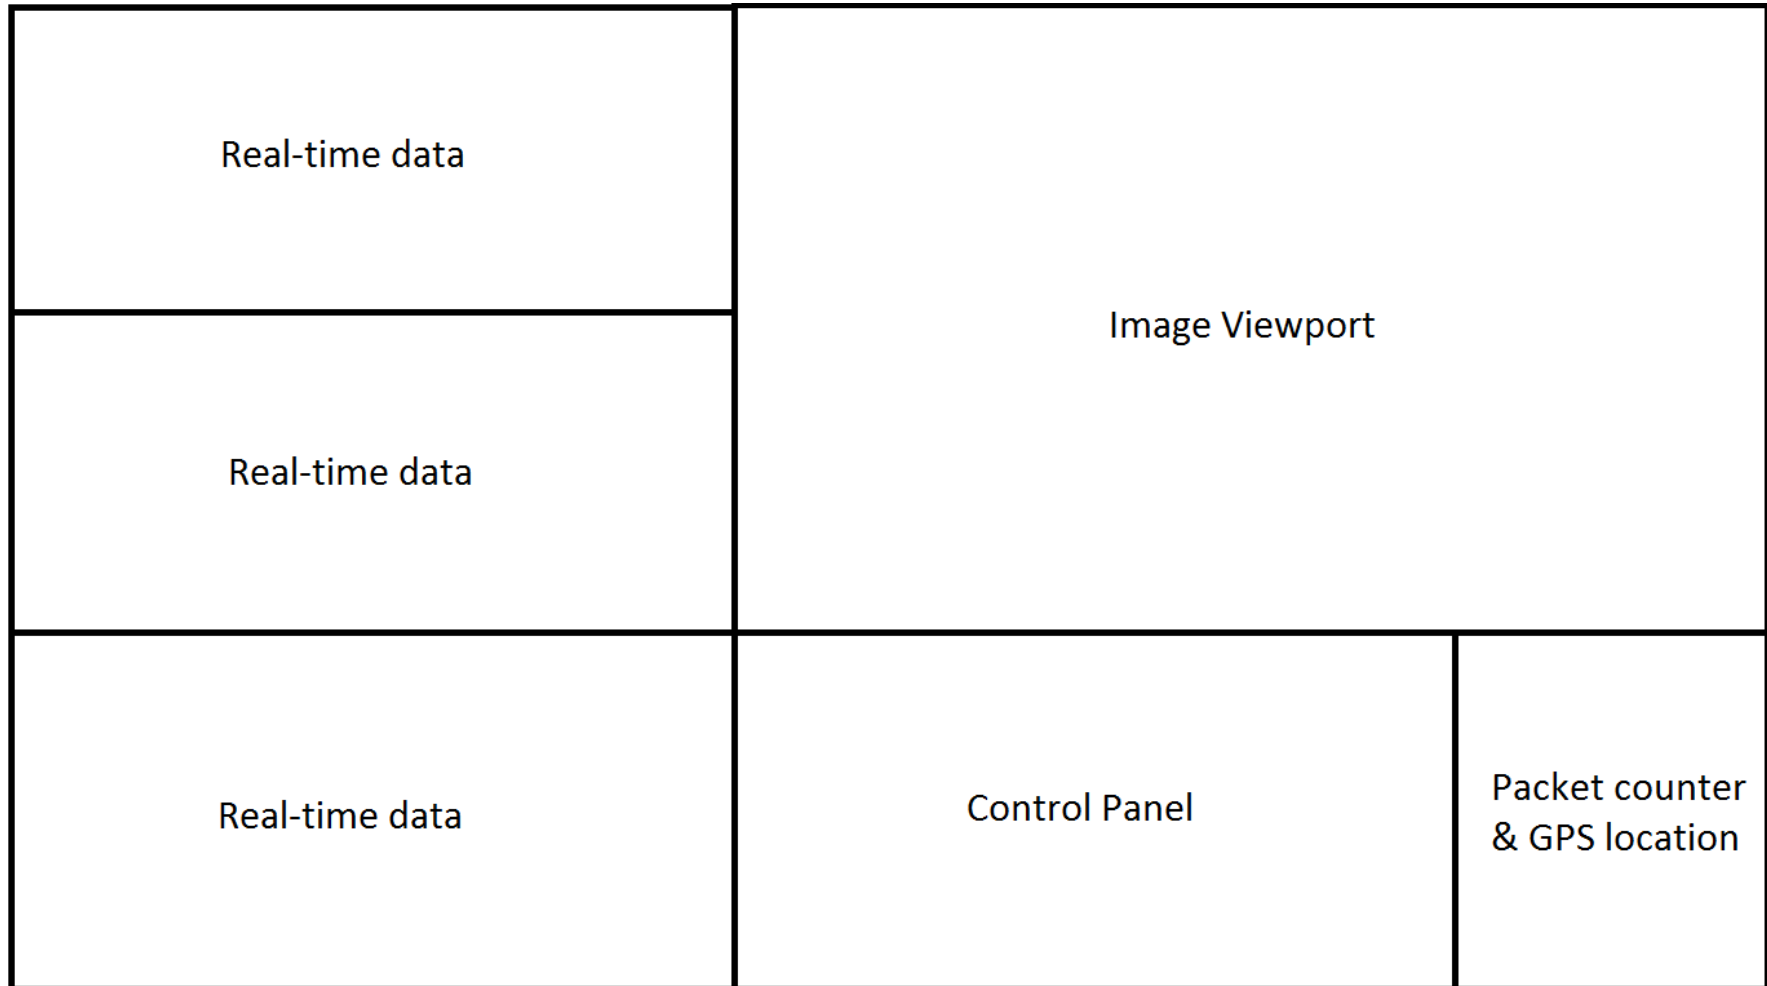 Real-time data
Image Viewport
Real-time data
Real-time data
Control Panel
Packet counter
& GPS location